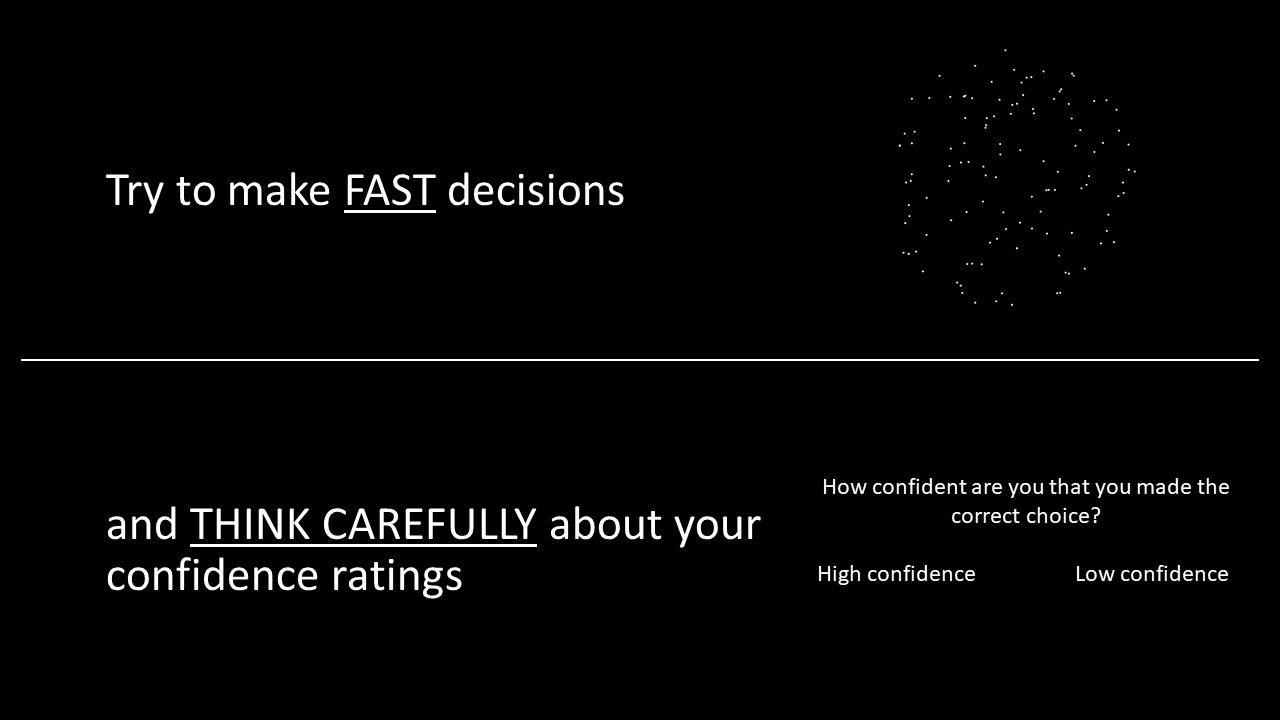 Try to make FAST decisions
and THINK CAREFULLY about your
confidence ratings
How confident are you that you made the
correct choice?
High confidence
Low confidence